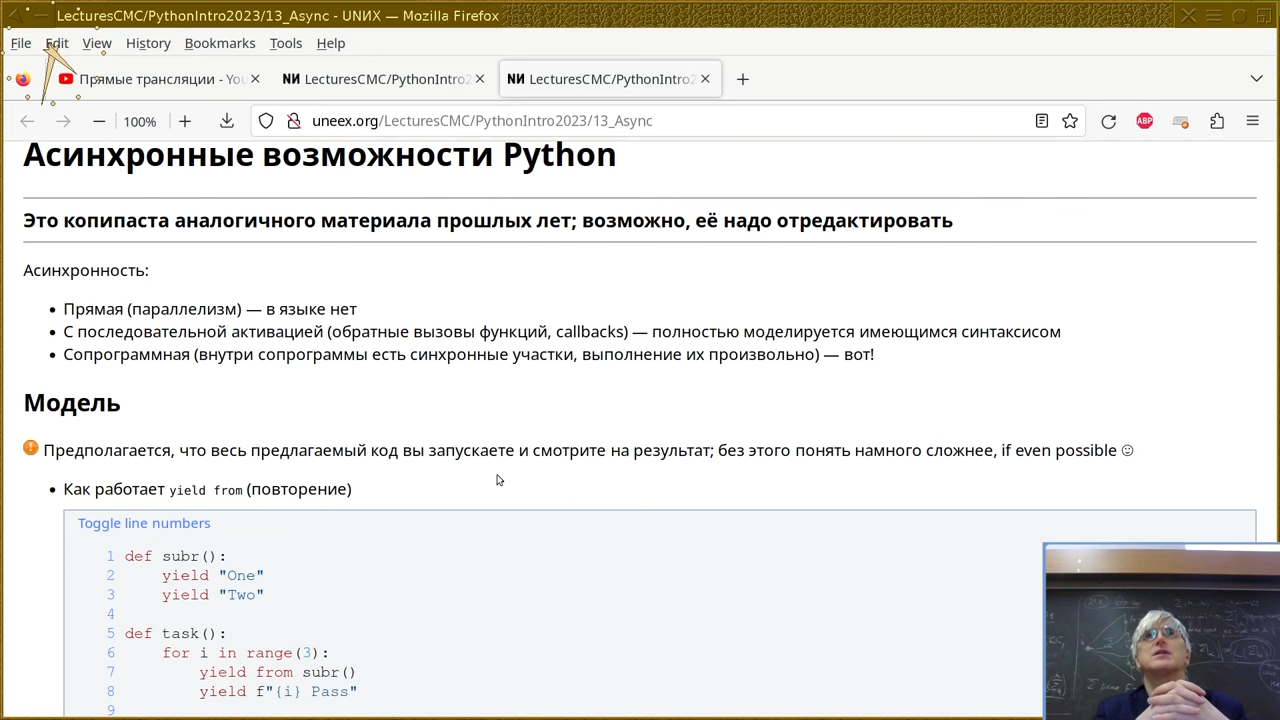 LecturesCMC/PythonIntro2023/13_Async - UNИX — Mozilla Firefox
File Edit View History Bookmarks Tools Help
Прямые трансляции - You
LecturesCMC/PythonIntro2
LecturesCMC/PythonIntro2
100%
uneex.org/LecturesCMC/PythonIntro2023/13_Async
ABP
Асинхронные возможности Python
Это копипаста аналогичного материала прошлых лет; возможно, её надо отредактировать
Асинхронность:
• Прямая (параллелизм) — в языке нет
• С последовательной активацией (обратные вызовы функций, callbacks) — полностью моделируется имеющимся синтаксисом
• Сопрограммная (внутри сопрограммы есть синхронные участки, выполнение их произвольно) — вот!
Модель
Предполагается, что весь предлагаемый код вы запускаете и смотрите на результат; без этого понять намного сложнее, if even possible ☺
• Как работает yield from (повторение)
Toggle line numbers
1 def subr():
2     yield "One"
3     yield "Two"
4
5 def task():
6     for i in range(3):
7         yield from subr()
8         yield f"{i} Pass"
9